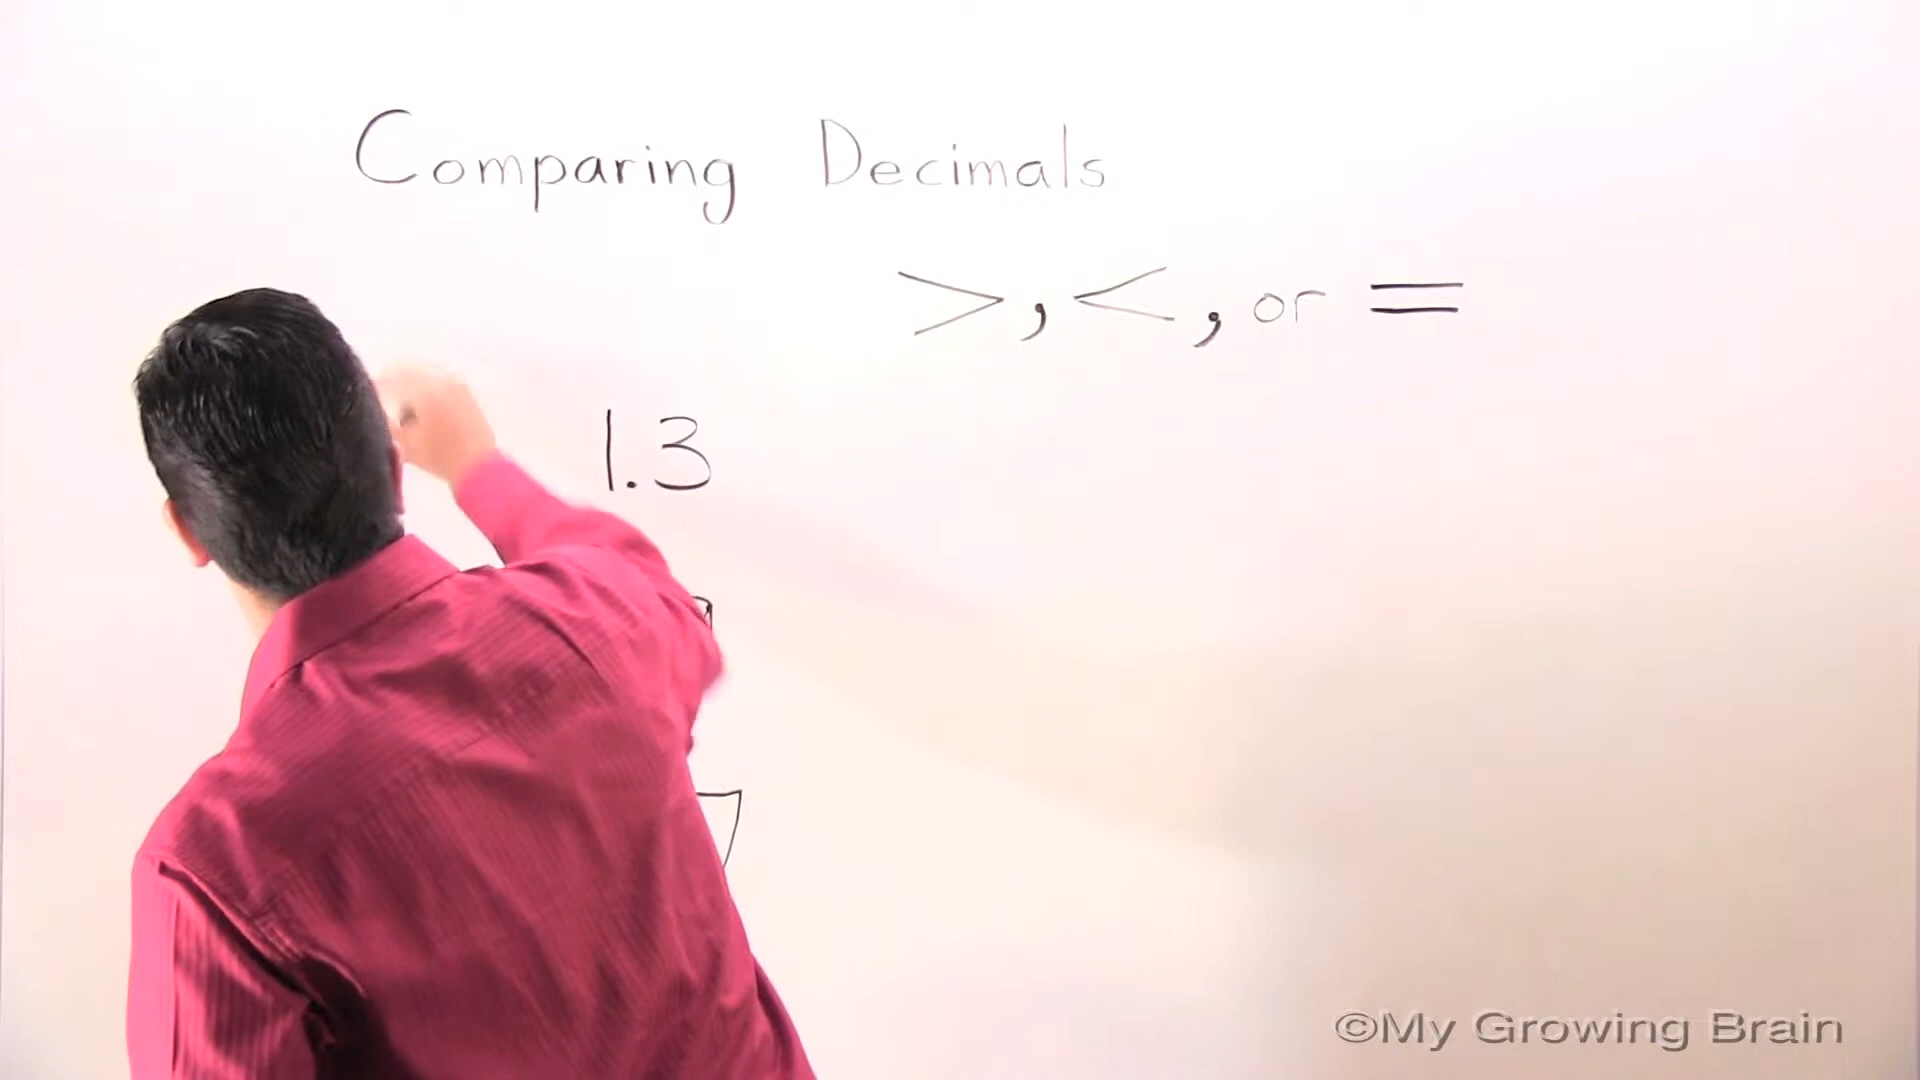 Comparing Decimals
>, <, or =
1.3
©My Growing Brain